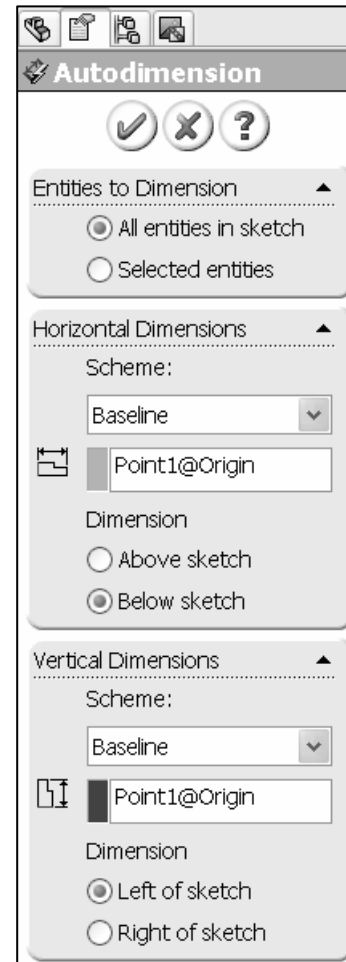 Autodimension
?
Entities to Dimension
All entities in sketch
Selected entities
Horizontal Dimensions
Scheme:
Baseline
Point1@Origin
Dimension
Above sketch
Below sketch
Vertical Dimensions
Scheme:
Baseline
Point1@Origin
Dimension
Left of sketch
Right of sketch